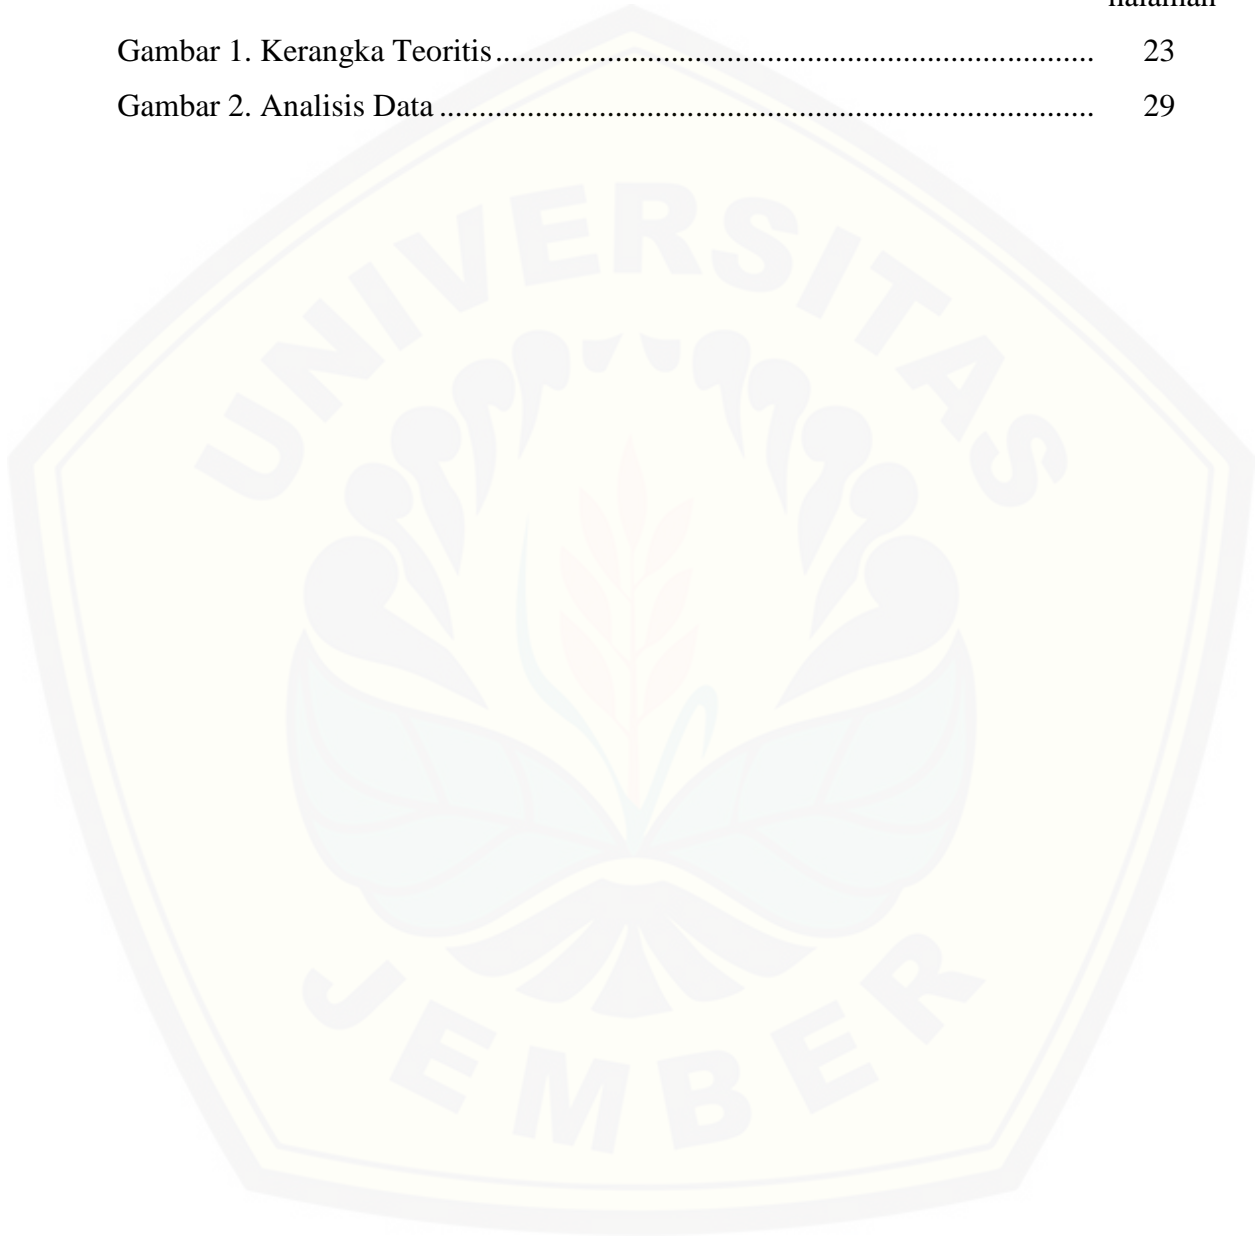 halaman
Gambar 1. Kerangka Teoritis........................................................................... 23
Gambar 2. Analisis Data .................................................................................. 29
UNIVERSITAS
JEMBER